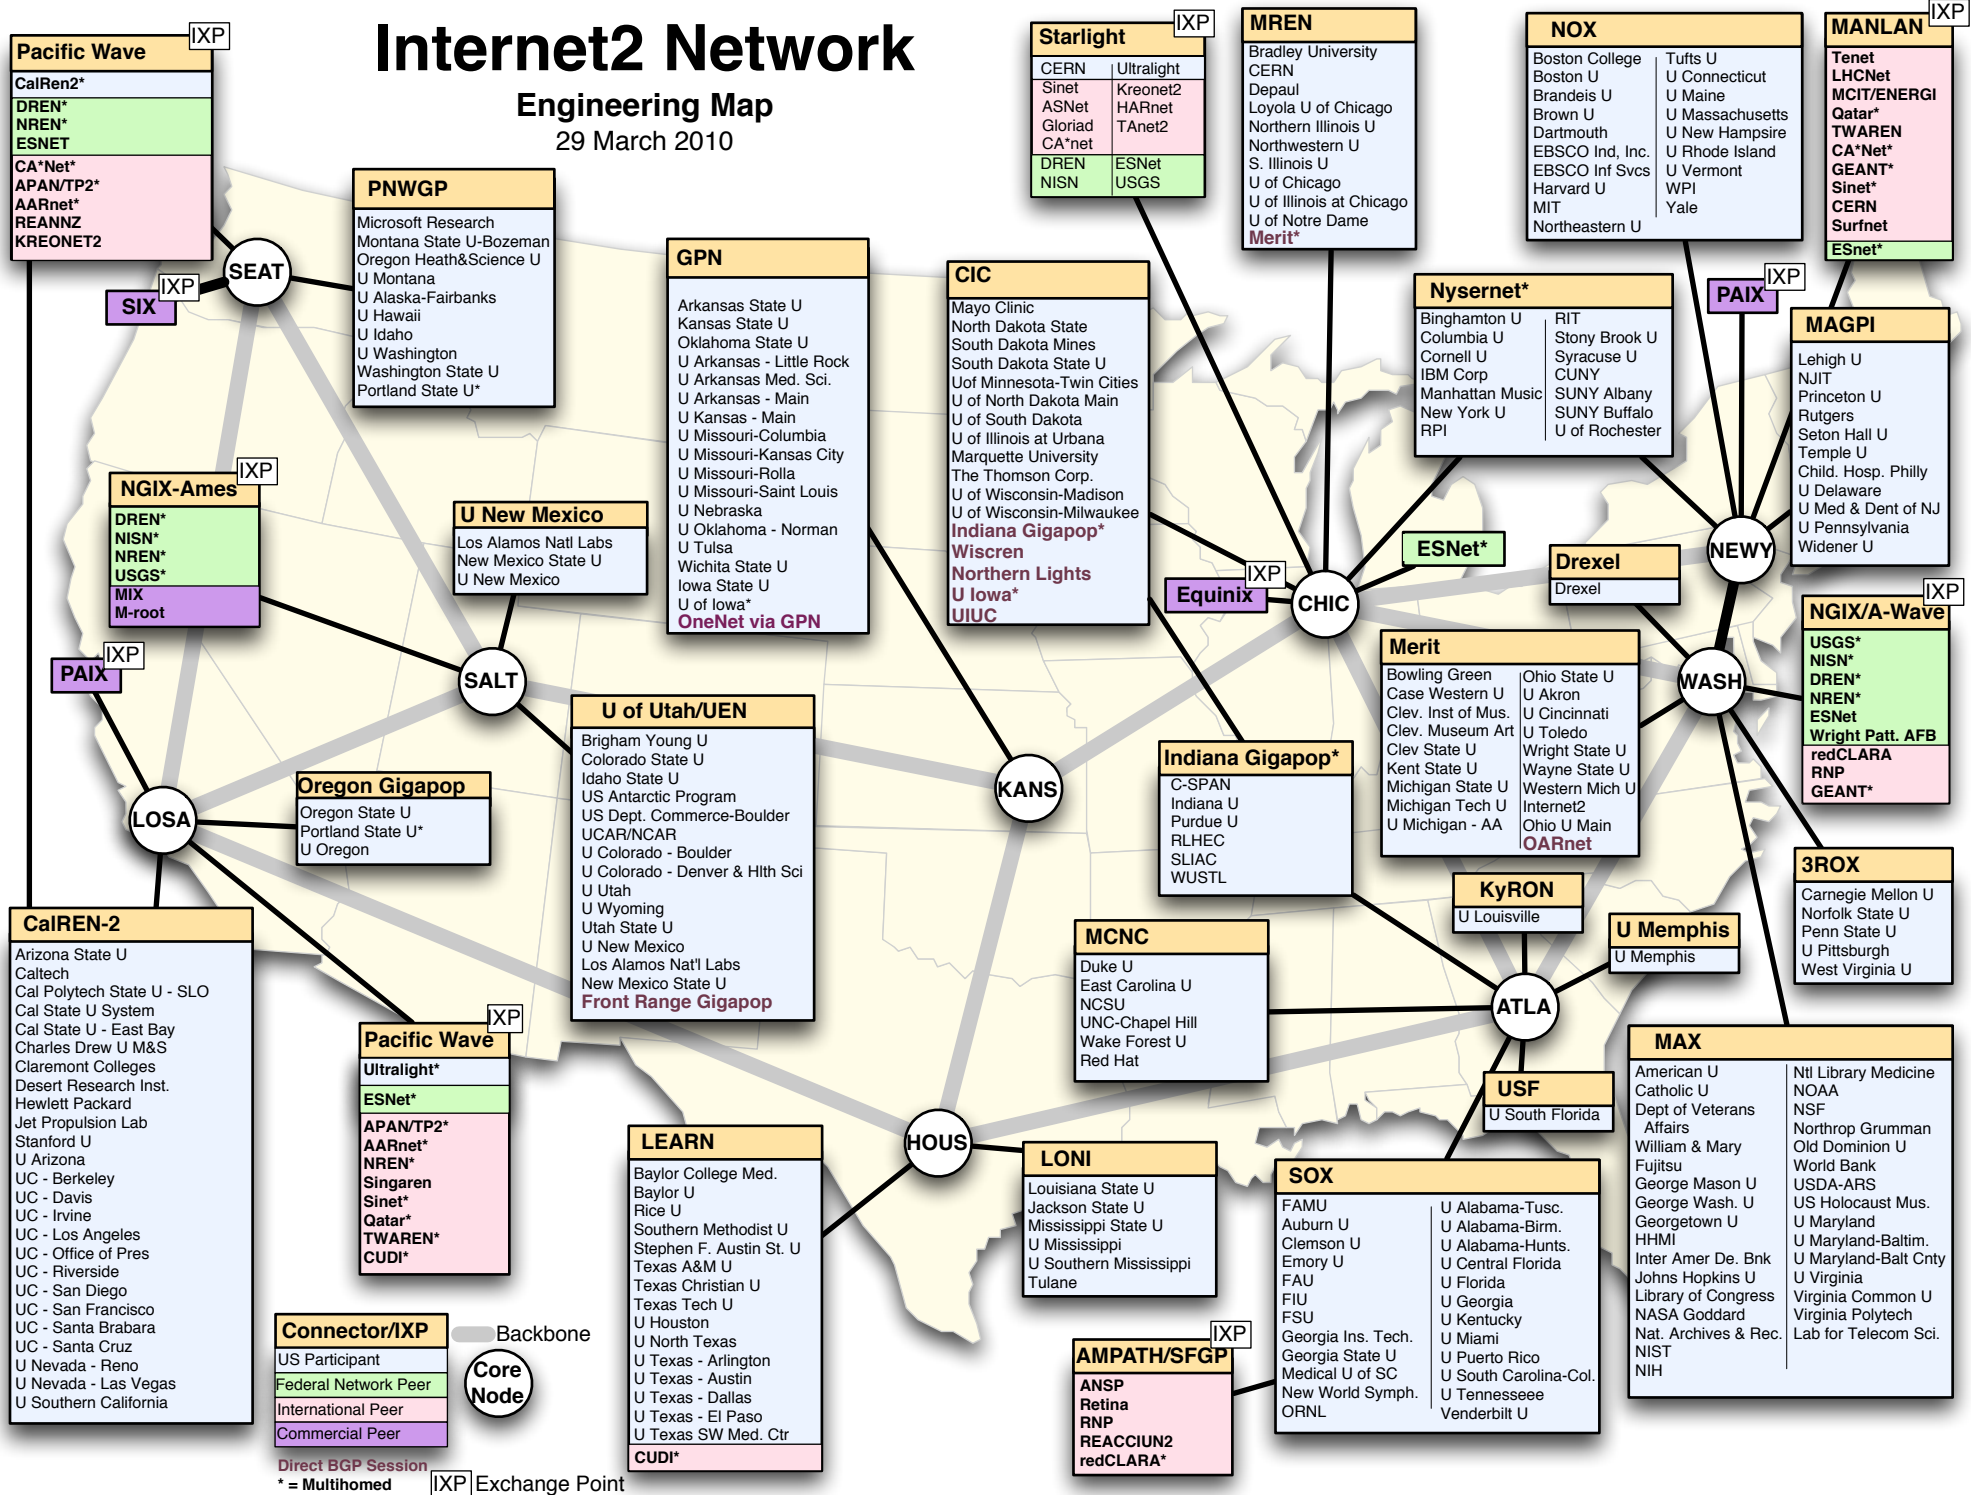 Internet2 Network
Engineering Map
29 March 2010
IXP
Pacific Wave
CalRen2*
DREN*
NREN*
ESNET
CA*Net*
APAN/TP2*
AARnet*
REANNZ
KREONET2
SEAT
IXP
SIX
PNWGP
Microsoft Research
Montana State U-Bozeman
Oregon Heath&Science U
U Montana
U Alaska-Fairbanks
U Hawaii
U Idaho
U Washington
Washington State U
Portland State U*
GPN
Arkansas State U
Kansas State U
Oklahoma State U
U Arkansas - Little Rock
U Arkansas Med. Sci.
U Arkansas - Main
U Kansas - Main
U Missouri-Columbia
U Missouri-Kansas City
U Missouri-Rolla
U Missouri-Saint Louis
U Nebraska
U Oklahoma - Norman
U Tulsa
Wichita State U
Iowa State U
U of Iowa*
OneNet via GPN
CIC
Mayo Clinic
North Dakota State
South Dakota Mines
South Dakota State U
Uof Minnesota-Twin Cities
U of North Dakota Main
U of South Dakota
U of Illinois at Urbana
Marquette University
The Thomson Corp.
U of Wisconsin-Madison
U of Wisconsin-Milwaukee
Indiana Gigapop*
Wiscren
Northern Lights
U Iowa*
UIUC
IXP
Starlight
CERN
Sinet
ASNet
Gloriad
CA*net
DREN
NISN
Ultralight
Kreonet2
HARnet
TAnet2
ESNet
USGS
MREN
Bradley University
CERN
Depaul
Loyola U of Chicago
Northern Illinois U
Northwestern U
S. Illinois U
U of Chicago
U of Illinois at Chicago
U of Notre Dame
Merit*
NOX
Boston College
Boston U
Brandeis U
Brown U
Dartmouth
EBSCO Ind, Inc.
EBSCO Inf Svcs
Harvard U
MIT
Northeastern U
Tufts U
U Connecticut
U Maine
U Massachusetts
U New Hampsire
U Rhode Island
U Vermont
WPI
Yale
IXP
MANLAN
Tenet
LHCNet
MCIT/ENERGI
Qatar*
TWAREN
CA*Net*
GEANT*
Sinet*
CERN
Surfnet
ESnet*
Nysernet*
Binghamton U
Columbia U
Cornell U
IBM Corp
Manhattan Music
New York U
RPI
RIT
Stony Brook U
Syracuse U
CUNY
SUNY Albany
SUNY Buffalo
U of Rochester
IXP
PAIX
MAGPI
Lehigh U
NJIT
Princeton U
Rutgers
Seton Hall U
Temple U
Child. Hosp. Philly
U Delaware
U Med & Dent of NJ
U Pennsylvania
Widener U
NEWY
IXP
NGIX-Ames
DREN*
NISN*
NREN*
USGS*
MIX
M-root
U New Mexico
Los Alamos Natl Labs
New Mexico State U
U New Mexico
ESNet*
IXP
Equinix
CHIC
Drexel
Drexel
WASH
IXP
NGIX/A-Wave
USGS*
NISN*
DREN*
NREN*
ESNet
Wright Patt. AFB
redCLARA
RNP
GEANT*
IXP
PAIX
SALT
Merit
Bowling Green
Case Western U
Clev. Inst of Mus.
Clev. Museum Art
Clev State U
Kent State U
Michigan State U
Michigan Tech U
U Michigan - AA
Ohio State U
U Akron
U Cincinnati
U Toledo
Wright State U
Wayne State U
Western Mich U
Internet2
Ohio U Main
OARnet
U of Utah/UEN
Brigham Young U
Colorado State U
Idaho State U
US Antarctic Program
US Dept. Commerce-Boulder
UCAR/NCAR
U Colorado - Boulder
U Colorado - Denver & Hlth Sci
U Utah
U Wyoming
Utah State U
U New Mexico
Los Alamos Nat'l Labs
New Mexico State U
Front Range Gigapop
KANS
Indiana Gigapop*
C-SPAN
Indiana U
Purdue U
RLHEC
SLIAC
WUSTL
LOSA
Oregon Gigapop
Oregon State U
Portland State U*
U Oregon
3ROX
Carnegie Mellon U
Norfolk State U
Penn State U
U Pittsburgh
West Virginia U
KyRON
U Louisville
U Memphis
U Memphis
CalREN-2
Arizona State U
Caltech
Cal Polytech State U - SLO
Cal State U System
Cal State U - East Bay
Charles Drew U M&S
Claremont Colleges
Desert Research Inst.
Hewlett Packard
Jet Propulsion Lab
Stanford U
U Arizona
UC - Berkeley
UC - Davis
UC - Irvine
UC - Los Angeles
UC - Office of Pres
UC - Riverside
UC - San Diego
UC - San Francisco
UC - Santa Brabara
UC - Santa Cruz
U Nevada - Reno
U Nevada - Las Vegas
U Southern California
MCNC
Duke U
East Carolina U
NCSU
UNC-Chapel Hill
Wake Forest U
Red Hat
ATLA
IXP
Pacific Wave
Ultralight*
ESNet*
APAN/TP2*
AARnet*
NREN*
Singaren
Sinet*
Qatar*
TWAREN*
CUDI*
USF
U South Florida
MAX
American U
Catholic U
Dept of Veterans
Affairs
William & Mary
Fujitsu
George Mason U
George Wash. U
Georgetown U
HHMI
Inter Amer De. Bnk
Johns Hopkins U
Library of Congress
NASA Goddard
Nat. Archives & Rec.
NIST
NIH
Ntl Library Medicine
NOAA
NSF
Northrop Grumman
Old Dominion U
World Bank
USDA-ARS
US Holocaust Mus.
U Maryland
U Maryland-Baltim.
U Maryland-Balt Cnty
U Virginia
Virginia Common U
Virginia Polytech
Lab for Telecom Sci.
HOUS
LEARN
Baylor College Med.
Baylor U
Rice U
Southern Methodist U
Stephen F. Austin St. U
Texas A&M U
Texas Christian U
Texas Tech U
U Houston
U North Texas
U Texas - Arlington
U Texas - Austin
U Texas - Dallas
U Texas - El Paso
U Texas SW Med. Ctr
CUDI*
LONI
Louisiana State U
Jackson State U
Mississippi State U
U Mississippi
U Southern Mississippi
Tulane
SOX
FAMU
Auburn U
Clemson U
Emory U
FAU
FIU
FSU
Georgia Ins. Tech.
Georgia State U
Medical U of SC
New World Symph.
ORNL
U Alabama-Tusc.
U Alabama-Birm.
U Alabama-Hunts.
U Central Florida
U Florida
U Georgia
U Kentucky
U Miami
U Puerto Rico
U South Carolina-Col.
U Tennesseee
Venderbilt U
IXP
AMPATH/SFGP
ANSP
Retina
RNP
REACCIUN2
redCLARA*
Connector/IXP
US Participant
Federal Network Peer
International Peer
Commercial Peer
Direct BGP Session
* = Multihomed
Backbone
Core
Node
IXP Exchange Point